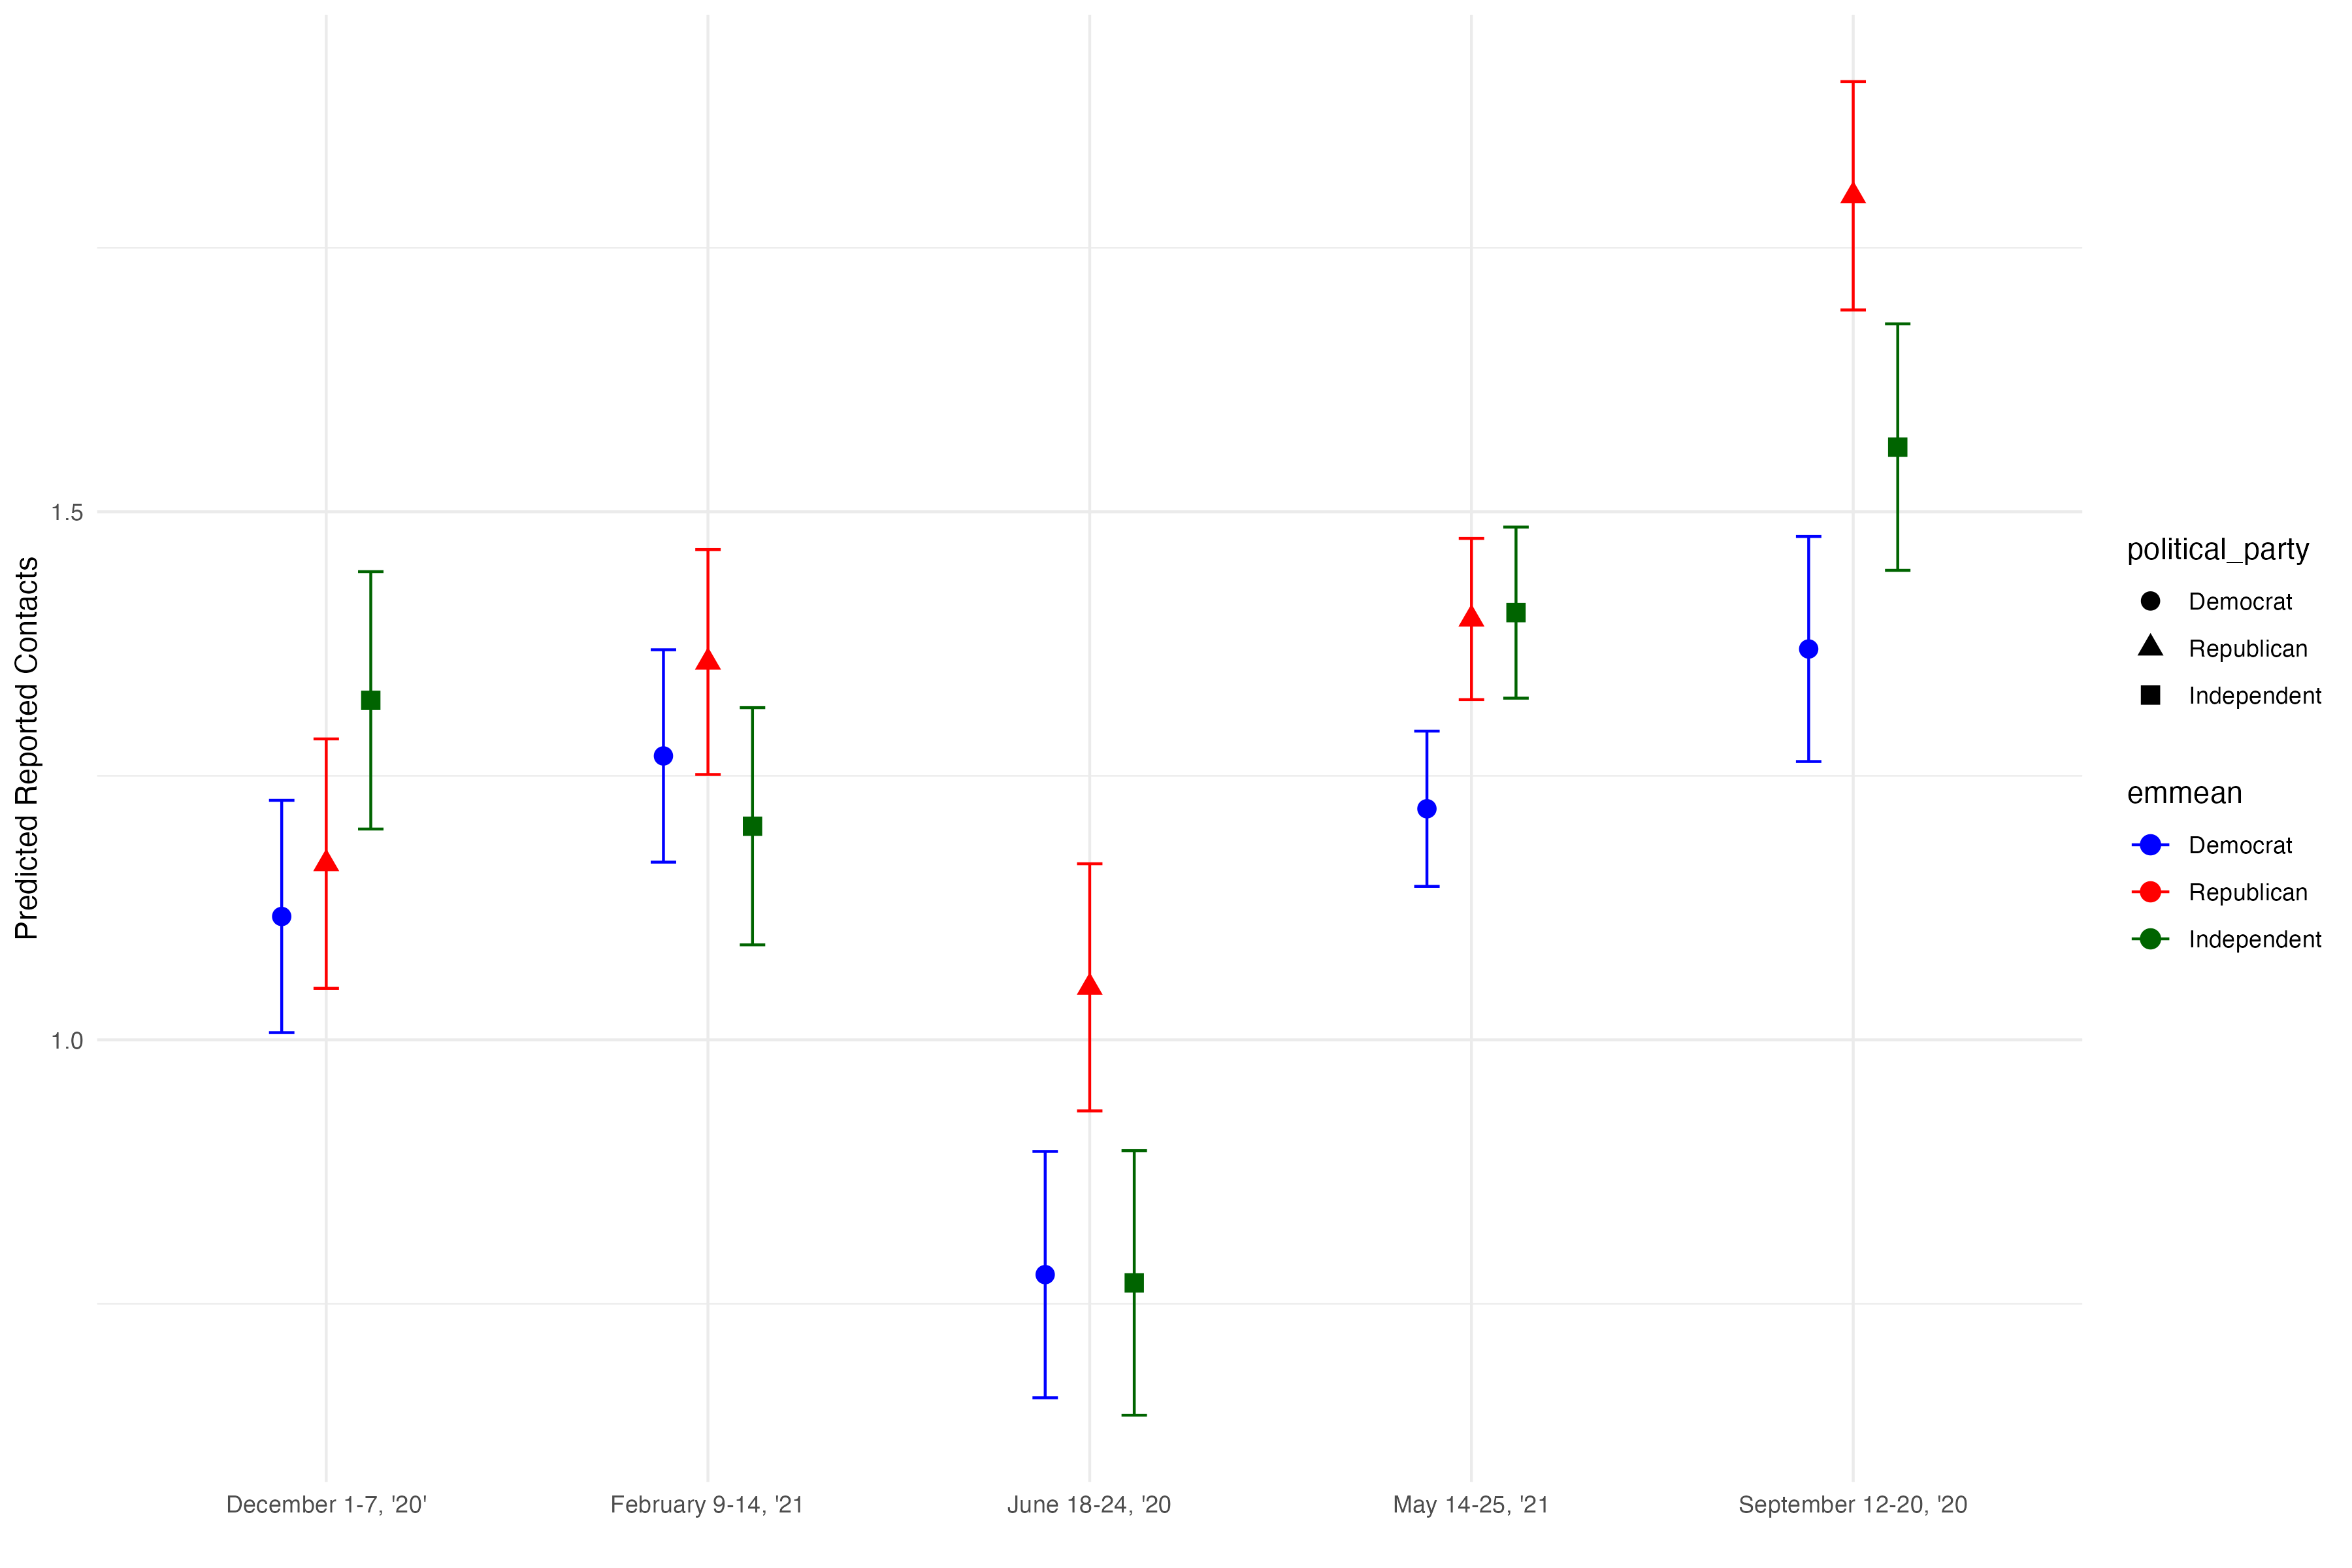 Predicted Reported Contacts
1.5
1.0
December 1-7, '20'
February 9-14, '21
June 18-24, '20
May 14-25, '21
September 12-20, '20
political_party
Democrat
Republican
Independent
emmean
Democrat
Republican
Independent